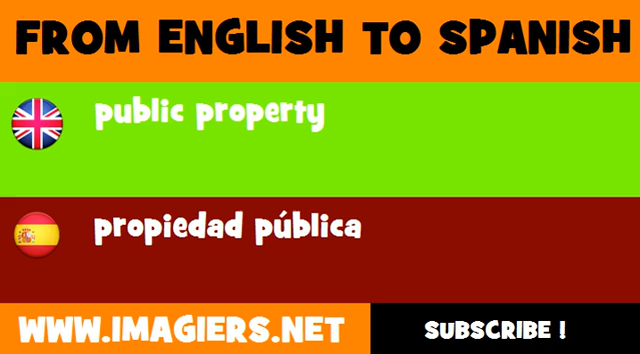 FROM ENGLISH TO SPANISH
public property
propiedad pública
WWW.IMAGIERS.NET
SUBSCRIBE !